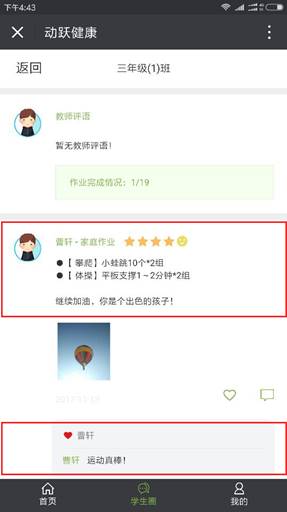 下午4:43
动跃健康
返回
三年级(1)班
教师评语
暂无教师评语！
作业完成情况：1/19
曹轩 - 家庭作业
●【 攀爬】小蛙跳10个*2组
●【 体操】平板支撑1～2分钟*2组
继续加油，你是个出色的孩子！
2017-11-13
曹轩
曹轩 运动真棒！
首页
学生圈
我的